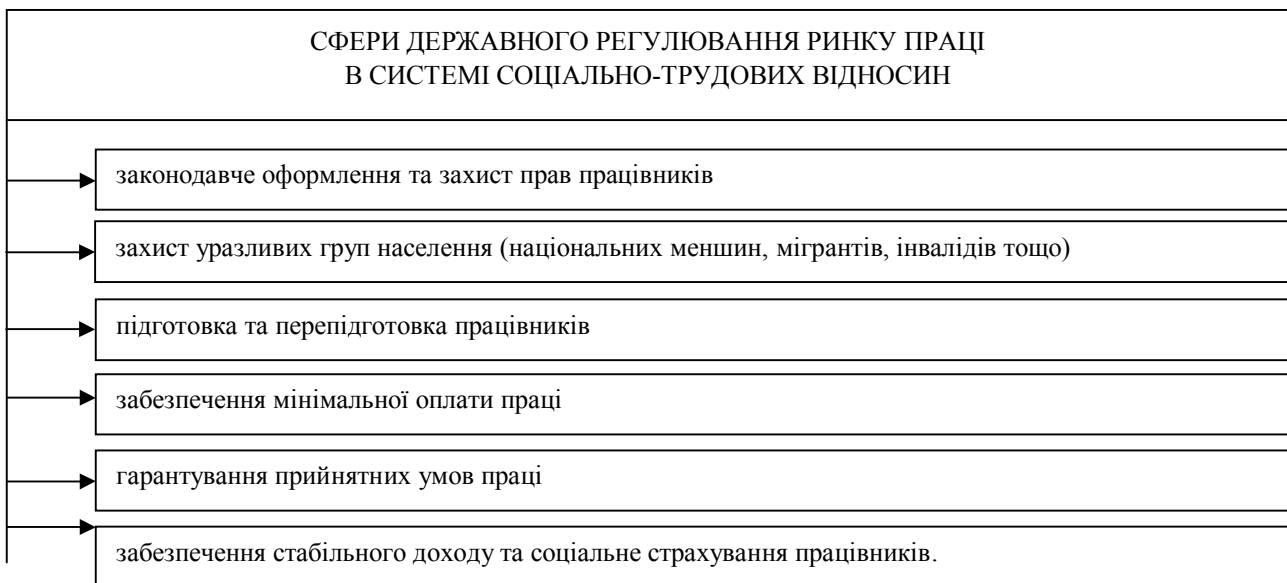 СФЕРИ ДЕРЖАВНОГО РЕГУЛЮВАННЯ РИНКУ ПРАЦІ
В СИСТЕМІ СОЦІАЛЬНО-ТРУДОВИХ ВІДНОСИН
законодавче оформлення та захист прав працівників
захист уразливих груп населення (національних меншин, мігрантів, інвалідів тощо)
підготовка та перепідготовка працівників
забезпечення мінімальної оплати праці
гарантування прийнятних умов праці
забезпечення стабільного доходу та соціальне страхування працівників.